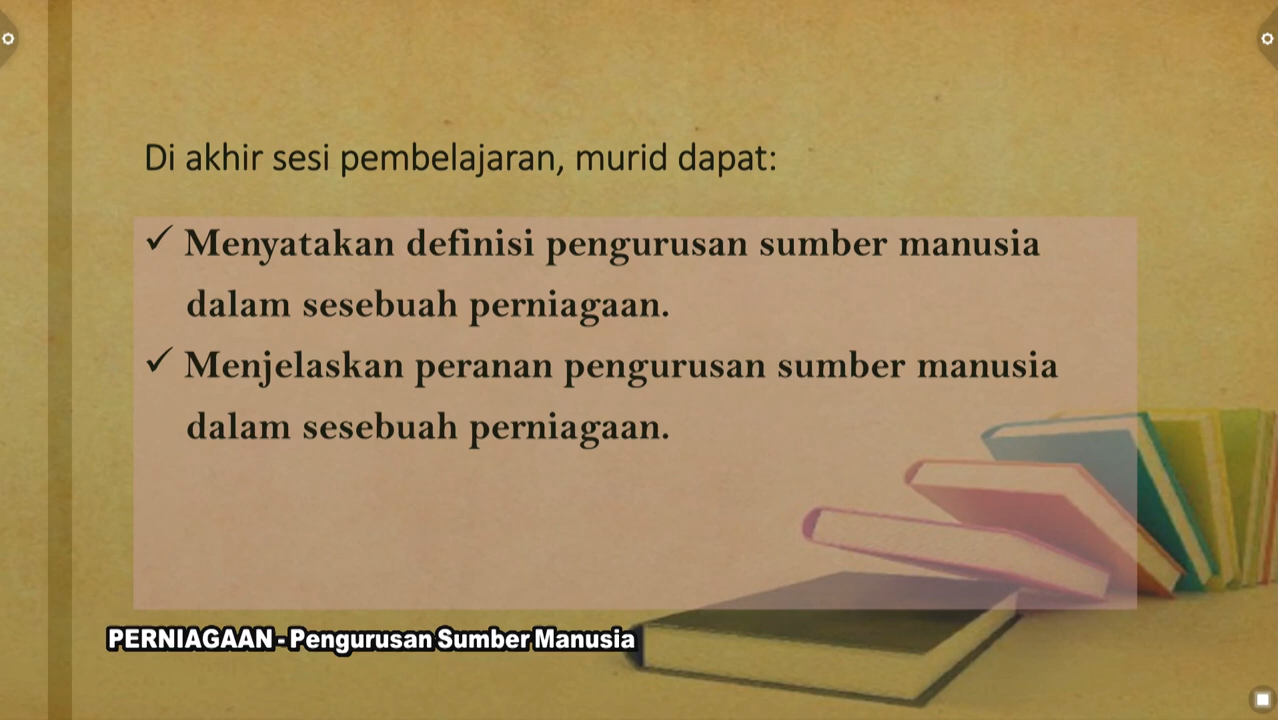 Di akhir sesi pembelajaran, murid dapat:
✓ Menyatakan definisi pengurusan sumber manusia
dalam sesebuah perniagaan.
✓ Menjelaskan peranan pengurusan sumber manusia
dalam sesebuah perniagaan.
PERNIAGAAN - Pengurusan Sumber Manusia